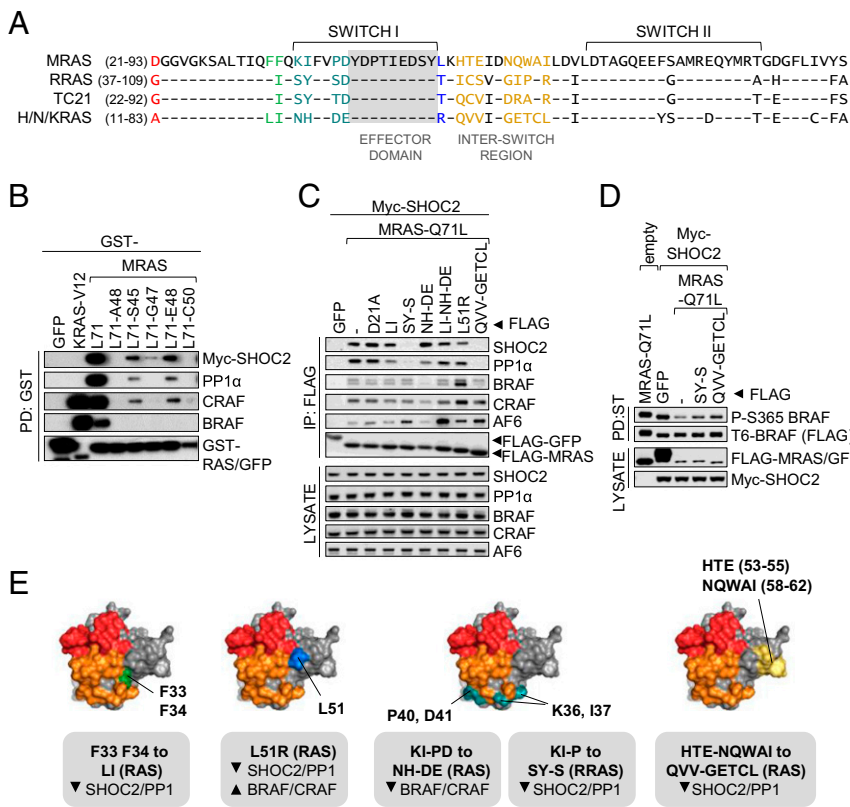 A
SWITCH I SWITCH II
MRAS (21-93) DGGVGKSALTIQFFQKIFVPDYDPTIEDSYLKHTEIDNQWAILDVLDTAGQEEFSAMREQYMRTGDGFLIVYS
RRAS (37-109) G------------I-SY--SD---------T-ICSV-GIP-R--I---------G--------A-H-----FA
TC21 (22-92) G------------I-SY--TD---------T-QCVI-DRA-R--I---------G--------T-E-----FA
H/N/KRAS (11-83) A-----------LI-NH--DE---------R-QVVI-GETCL--I--------YS---D----T-E-----FA
EFFECTOR DOMAIN
INTER-SWITCH REGION
B
GST-
MRAS
GFP
KRAS-V12
L71
L71-A48
L71-S45
L71-G47
L71-E48
L71-C50
PD: GST
Myc-SHOC2
PP1α
CRAF
BRAF
GST-RAS/GFP
C
Myc-SHOC2
MRAS-Q71L
GFP
-
D21A
LI
SY-S
NH-DE
LI-NH-DE
L51R
QVV-GETCL
◄ FLAG
IP: FLAG
SHOC2
PP1α
BRAF
CRAF
AF6
◄FLAG-GFP
◄FLAG-MRAS
LYSATE
SHOC2
PP1α
BRAF
CRAF
AF6
D
empty
Myc-SHOC2
MRAS -Q71L
MRAS-Q71L
GFP
-
SY-S
QVV-GETCL
◄ FLAG
PD:ST
P-S365 BRAF
T6-BRAF (FLAG)
LYSATE
FLAG-MRAS/GF
Myc-SHOC2
E
F33
F34
L51
P40, D41
K36, I37
HTE (53-55)
NQWAI (58-62)
F33 F34 to
LI (RAS)
▼SHOC2/PP1
L51R (RAS)
▼ SHOC2/PP1
▲ BRAF/CRAF
KI-PD to
NH-DE (RAS)
▼BRAF/CRAF
KI-P to
SY-S (RRAS)
▼SHOC2/PP1
HTE-NQWAI to
QVV-GETCL (RAS)
▼SHOC2/PP1